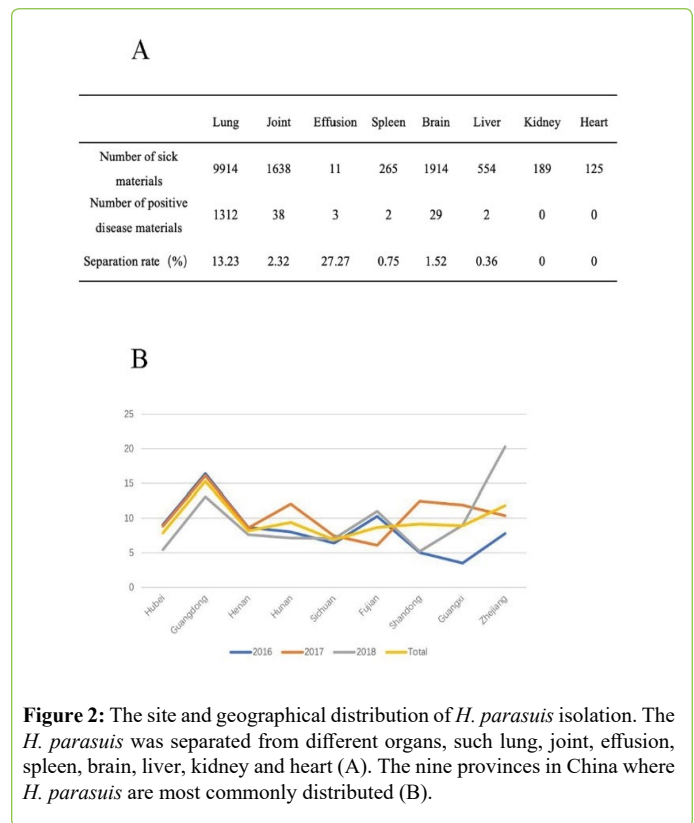 A
Lung Joint Effusion Spleen Brain Liver Kidney Heart
Number of sick materials 9914 1638 11 265 1914 554 189 125
Number of positive disease materials 1312 38 3 2 29 2 0 0
Separation rate (%) 13.23 2.32 27.27 0.75 1.52 0.36 0 0
B
25
20
15
10
5
0
Hubei Guangdong Henan Hunan Sichuan Fujian Shandong Guangxi Zhejiang
2016 2017 2018 Total
Figure 2: The site and geographical distribution of H. parasuis isolation. The
H. parasuis was separated from different organs, such lung, joint, effusion,
spleen, brain, liver, kidney and heart (A). The nine provinces in China where
H. parasuis are most commonly distributed (B).